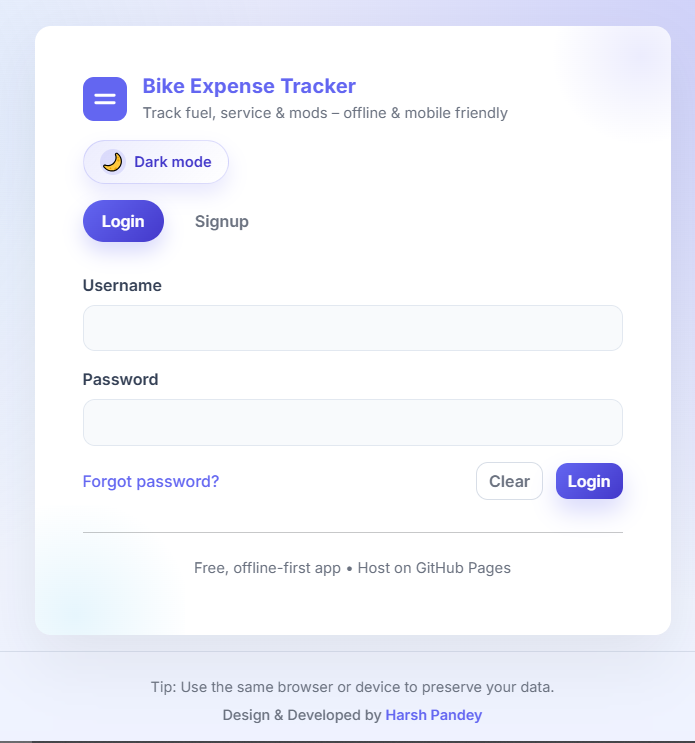 Bike Expense Tracker
Track fuel, service & mods – offline & mobile friendly
🌙 Dark mode
Login Signup
Username
Password
Forgot password? Clear Login
Free, offline-first app • Host on GitHub Pages
Tip: Use the same browser or device to preserve your data.
Design & Developed by Harsh Pandey